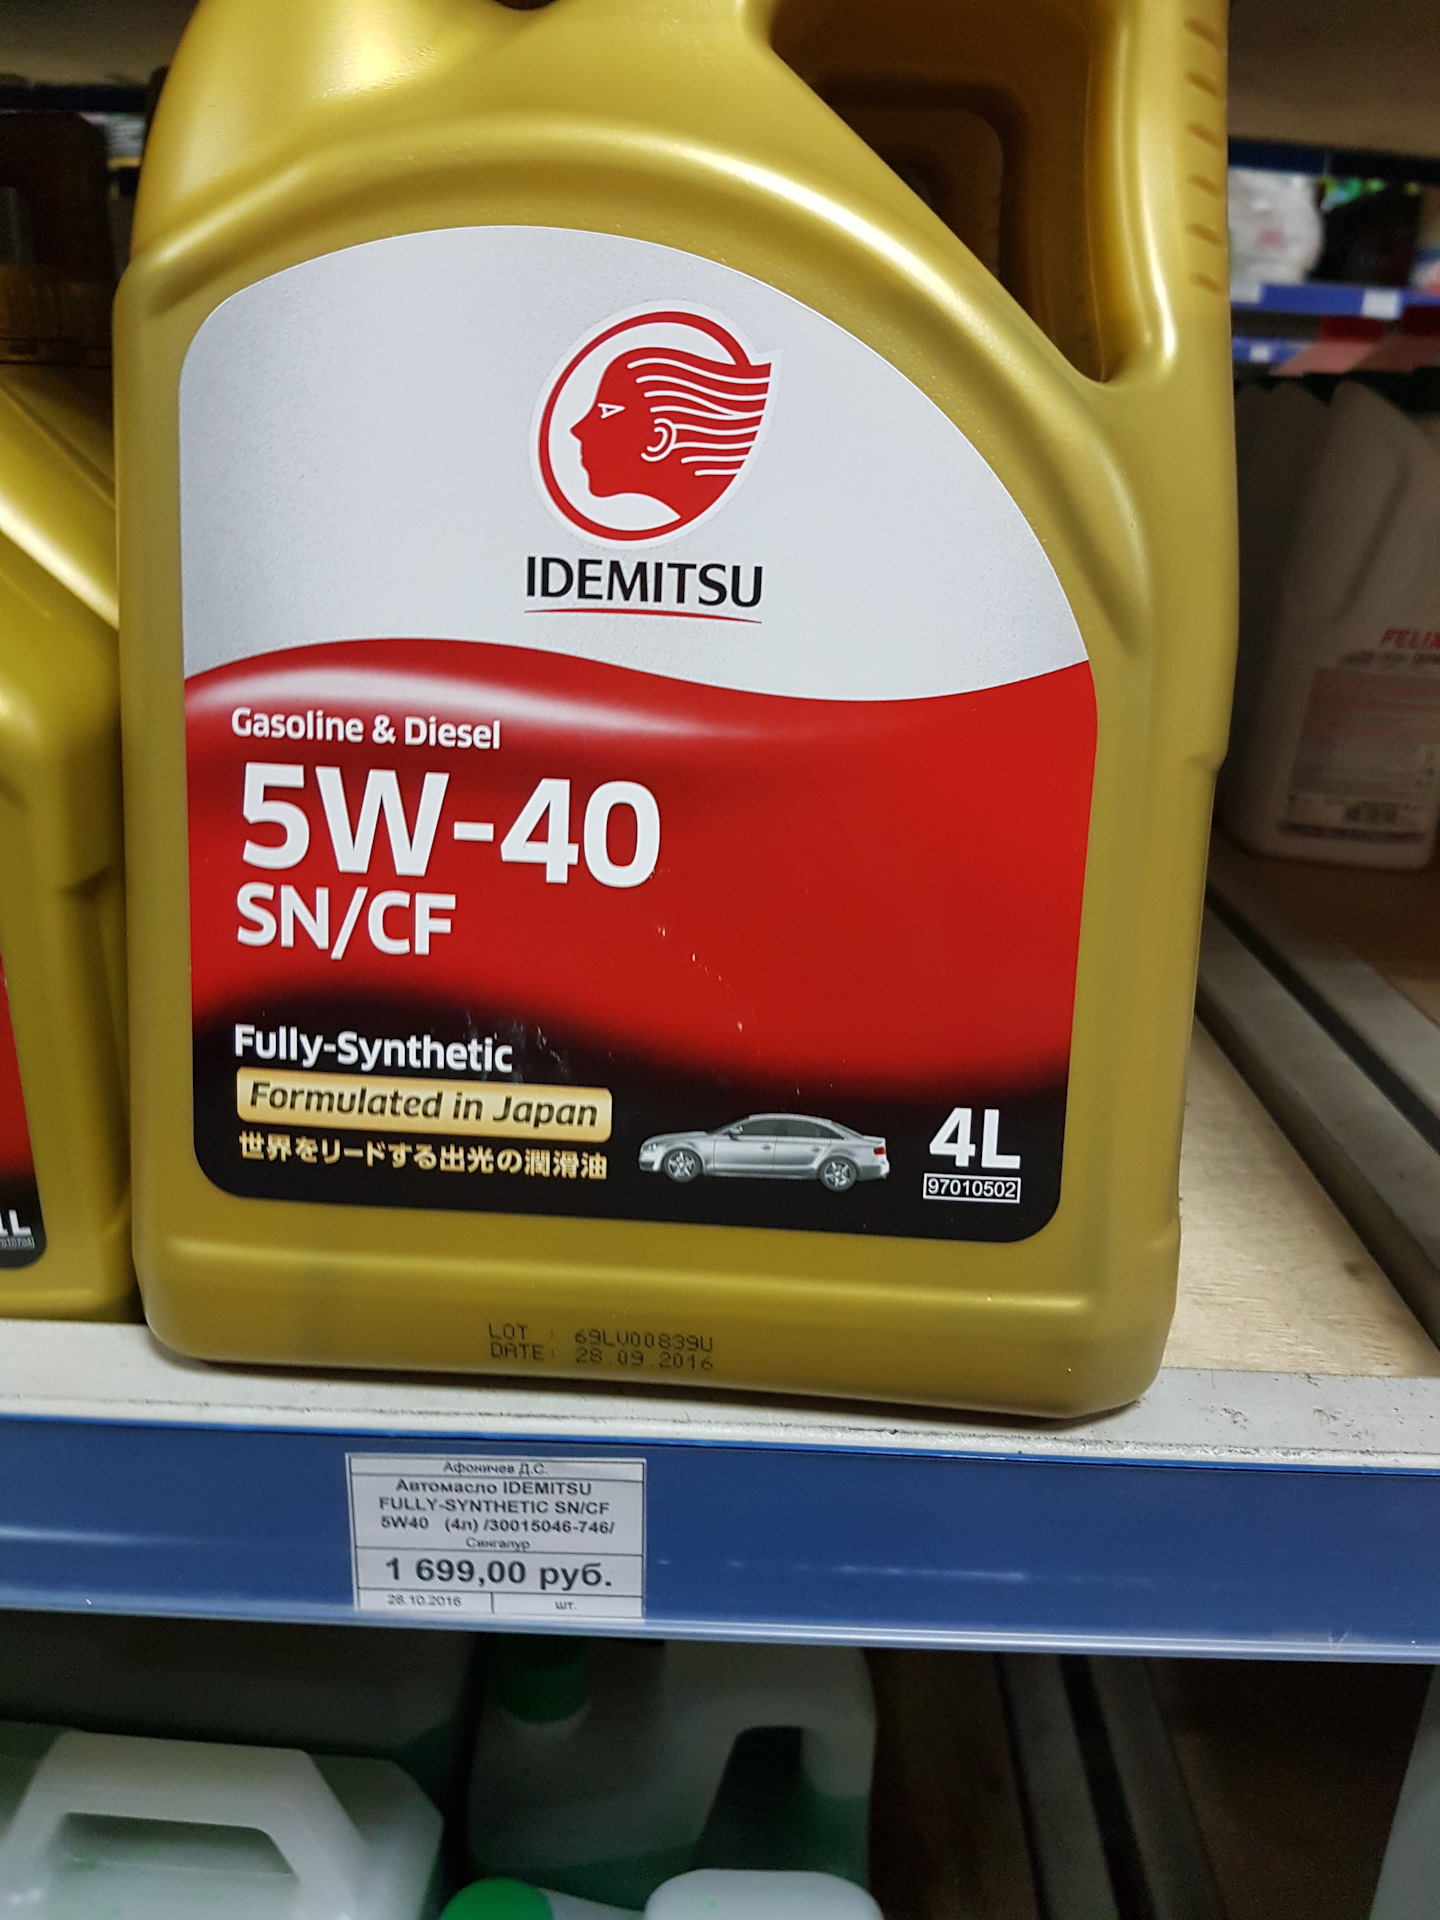 IDEMITSU
Gasoline & Diesel
5W-40
SN/CF
Fully-Synthetic
Formulated in Japan
世界をリードする出光の潤滑油
4L
97010502
LOT : 69LV00839U
DATE: 28.09.2016
Афоничев Д.С.
Автомасло IDEMITSU
FULLY-SYNTHETIC SN/CF
5W40 (4л) /30015046-746/
Сингапур
1 699,00 руб.
28.10.2016 шт.
1L
FELIX